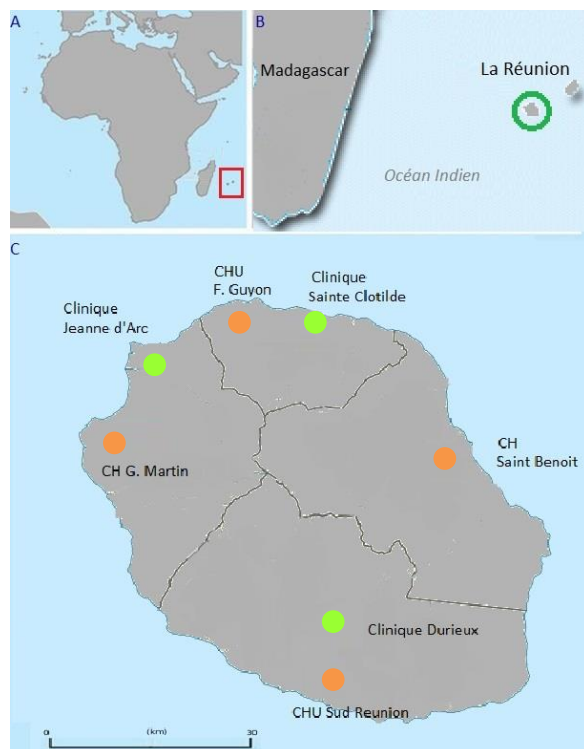 A
B
Madagascar
La Réunion
Océan Indien
C
CHU
F. Guyon
Clinique
Sainte Clotilde
Clinique
Jeanne d'Arc
CH G. Martin
CH
Saint Benoit
Clinique Durieux
CHU Sud Reunion
0 (km) 30